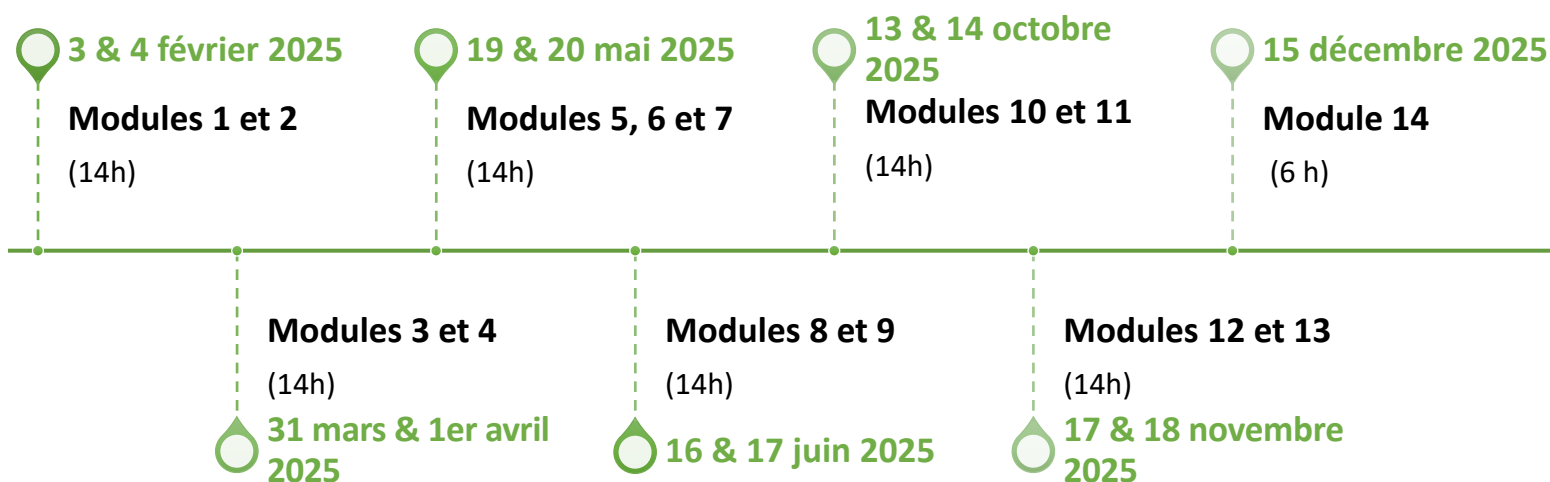 3 & 4 février 2025
Modules 1 et 2
(14h)
19 & 20 mai 2025
Modules 5, 6 et 7
(14h)
13 & 14 octobre
2025
Modules 10 et 11
(14h)
15 décembre 2025
Module 14
(6 h)
Modules 3 et 4
(14h)
31 mars & 1er avril
2025
Modules 8 et 9
(14h)
16 & 17 juin 2025
Modules 12 et 13
(14h)
17 & 18 novembre
2025